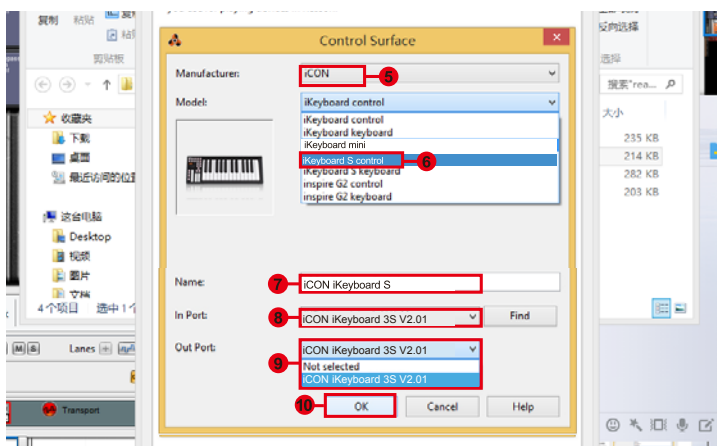 复制 粘贴
剪贴板
反向选择
选择
Control Surface
Manufacturer:
iCON
5
搜索"rea...
Model:
iKeyboard control
大小
收藏夹
iKeyboard control
iKeyboard keyboard
iKeyboard mini
iKeyboard S control
6
iKeyboard S keyboard
inspire G2 control
inspire G2 keyboard
下载
235 KB
桌面
214 KB
最近访问的位置
282 KB
203 KB
这台电脑
Desktop
视频
图片
文档
4个项目 选中1个
Name:
7
iCON iKeyboard S
In Port:
8
iCON iKeyboard 3S V2.01
Find
Out Port:
iCON iKeyboard 3S V2.01
9
Not selected
iCON iKeyboard 3S V2.01
M S Lanes
Transport
10
OK
Cancel
Help